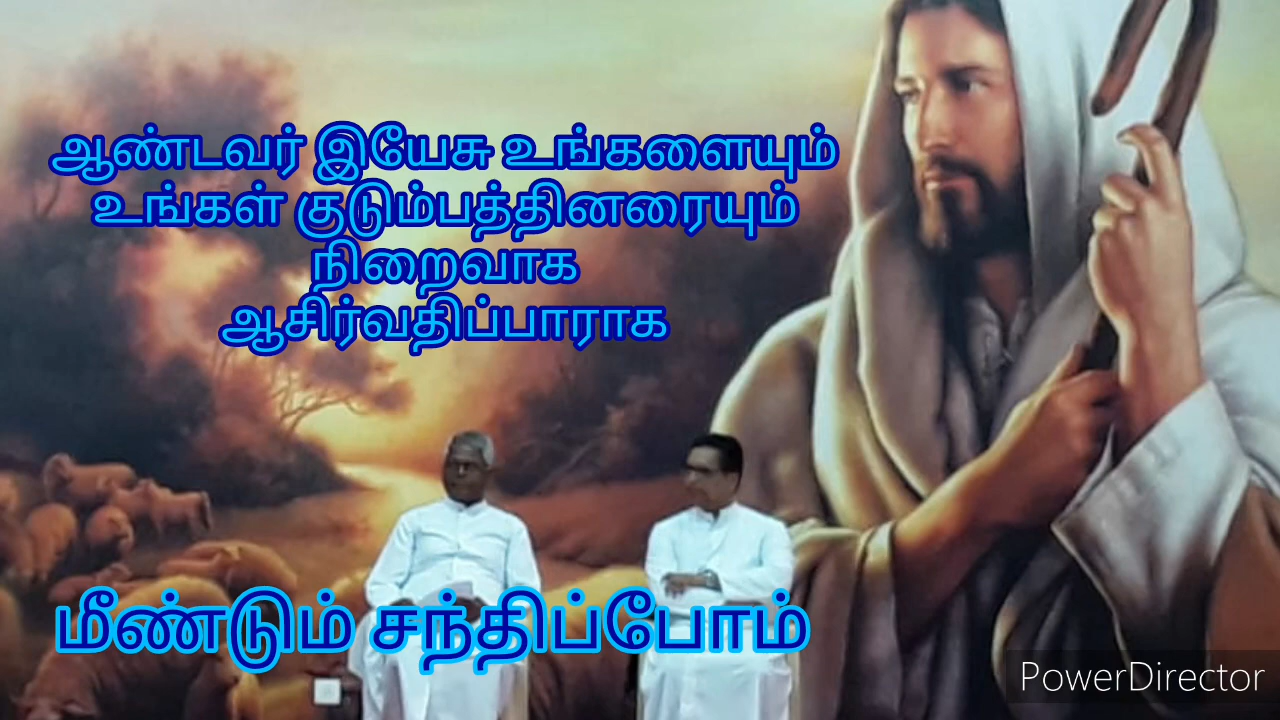 ஆண்டவர் இயேசு உங்களையும்
உங்கள் குடும்பத்தினரையும்
நிறைவாக
ஆசிர்வதிப்பாராக
மீண்டும் சந்திப்போம்
PowerDirector